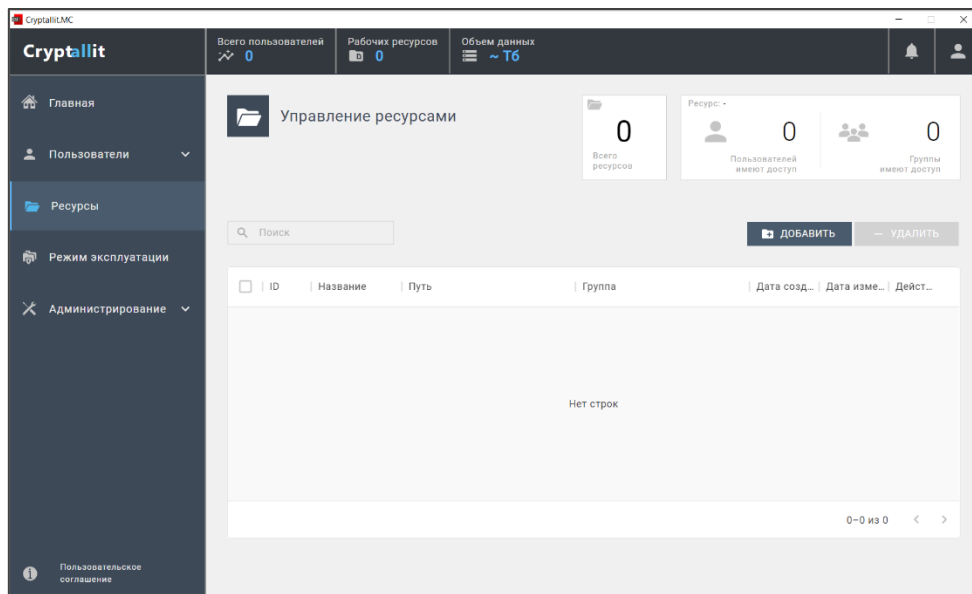 Cryptallit.MC
Cryptallit
Всего пользователей
0
Рабочих ресурсов
0
Объем данных
~ Тб
Главная
Пользователи
Ресурсы
Режим эксплуатации
Администрирование
Пользовательское
соглашение
Управление ресурсами
0
Всего
ресурсов
Ресурс: -
0
Пользователей
имеют доступ
0
Группы
имеют доступ
Поиск
ДОБАВИТЬ
— УДАЛИТЬ
ID
Название
Путь
Группа
Дата созд...
Дата изме...
Дейст...
Нет строк
0–0 из 0